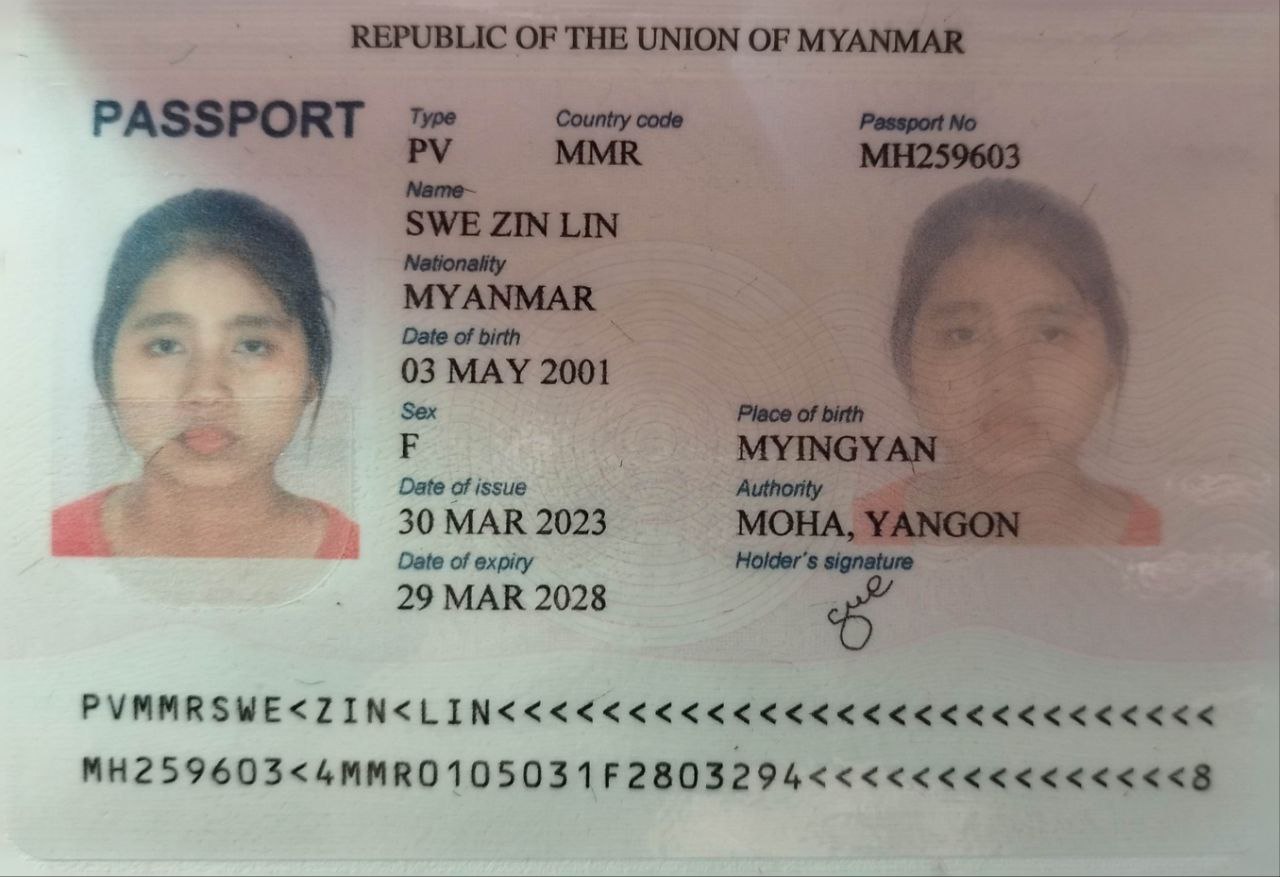 REPUBLIC OF THE UNION OF MYANMAR
PASSPORT
Type Country code Passport No
PV MMR MH259603
Name
SWE ZIN LIN
Nationality
MYANMAR
Date of birth
03 MAY 2001
Sex Place of birth
F MYINGYAN
Date of issue Authority
30 MAR 2023 MOHA, YANGON
Date of expiry Holder's signature
29 MAR 2028 sue
PVMMRSWE<ZIN<LIN<<<<<<<<<<<<<<<<<<<<<<<<<<<<
MH259603<4MMR0105031F2803294<<<<<<<<<<<<<<<8